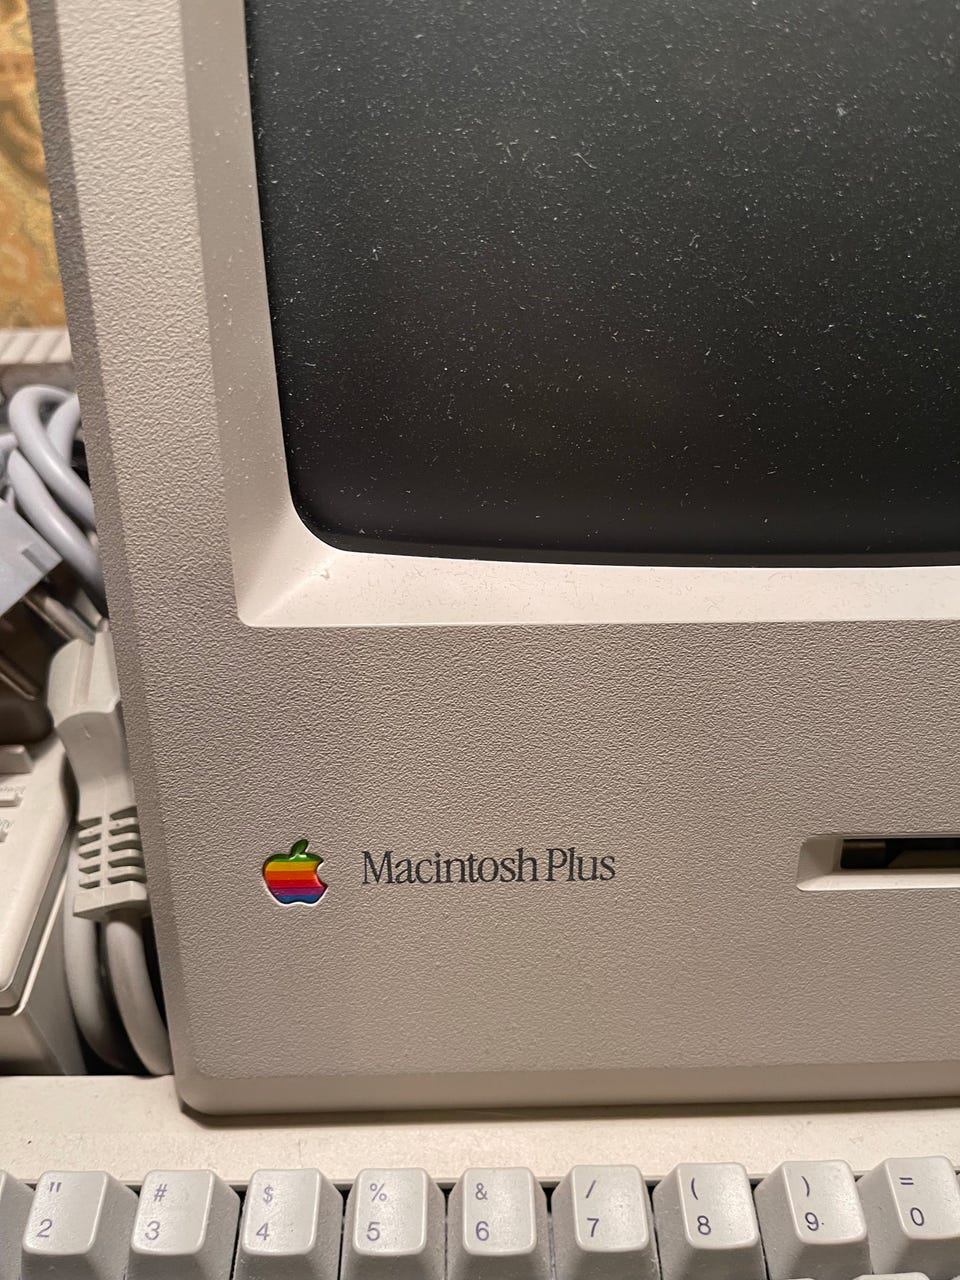 Macintosh Plus
" # $ % & / ( ) =
2 3 4 5 6 7 8 9 0